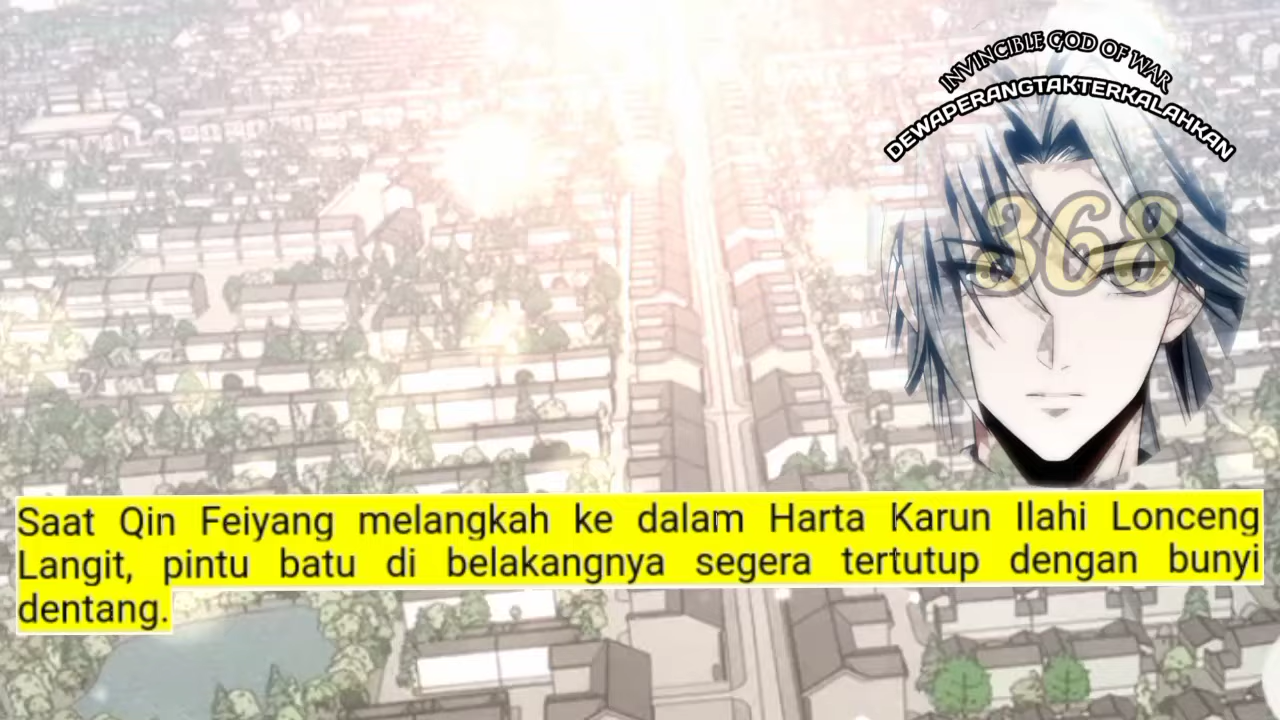 INVINCIBLE GOD OF WAR
DEWAPERANGTAKTERKALAHKAN
368
Saat Qin Feiyang melangkah ke dalam Harta Karun Ilahi Lonceng
Langit, pintu batu di belakangnya segera tertutup dengan bunyi
dentang.